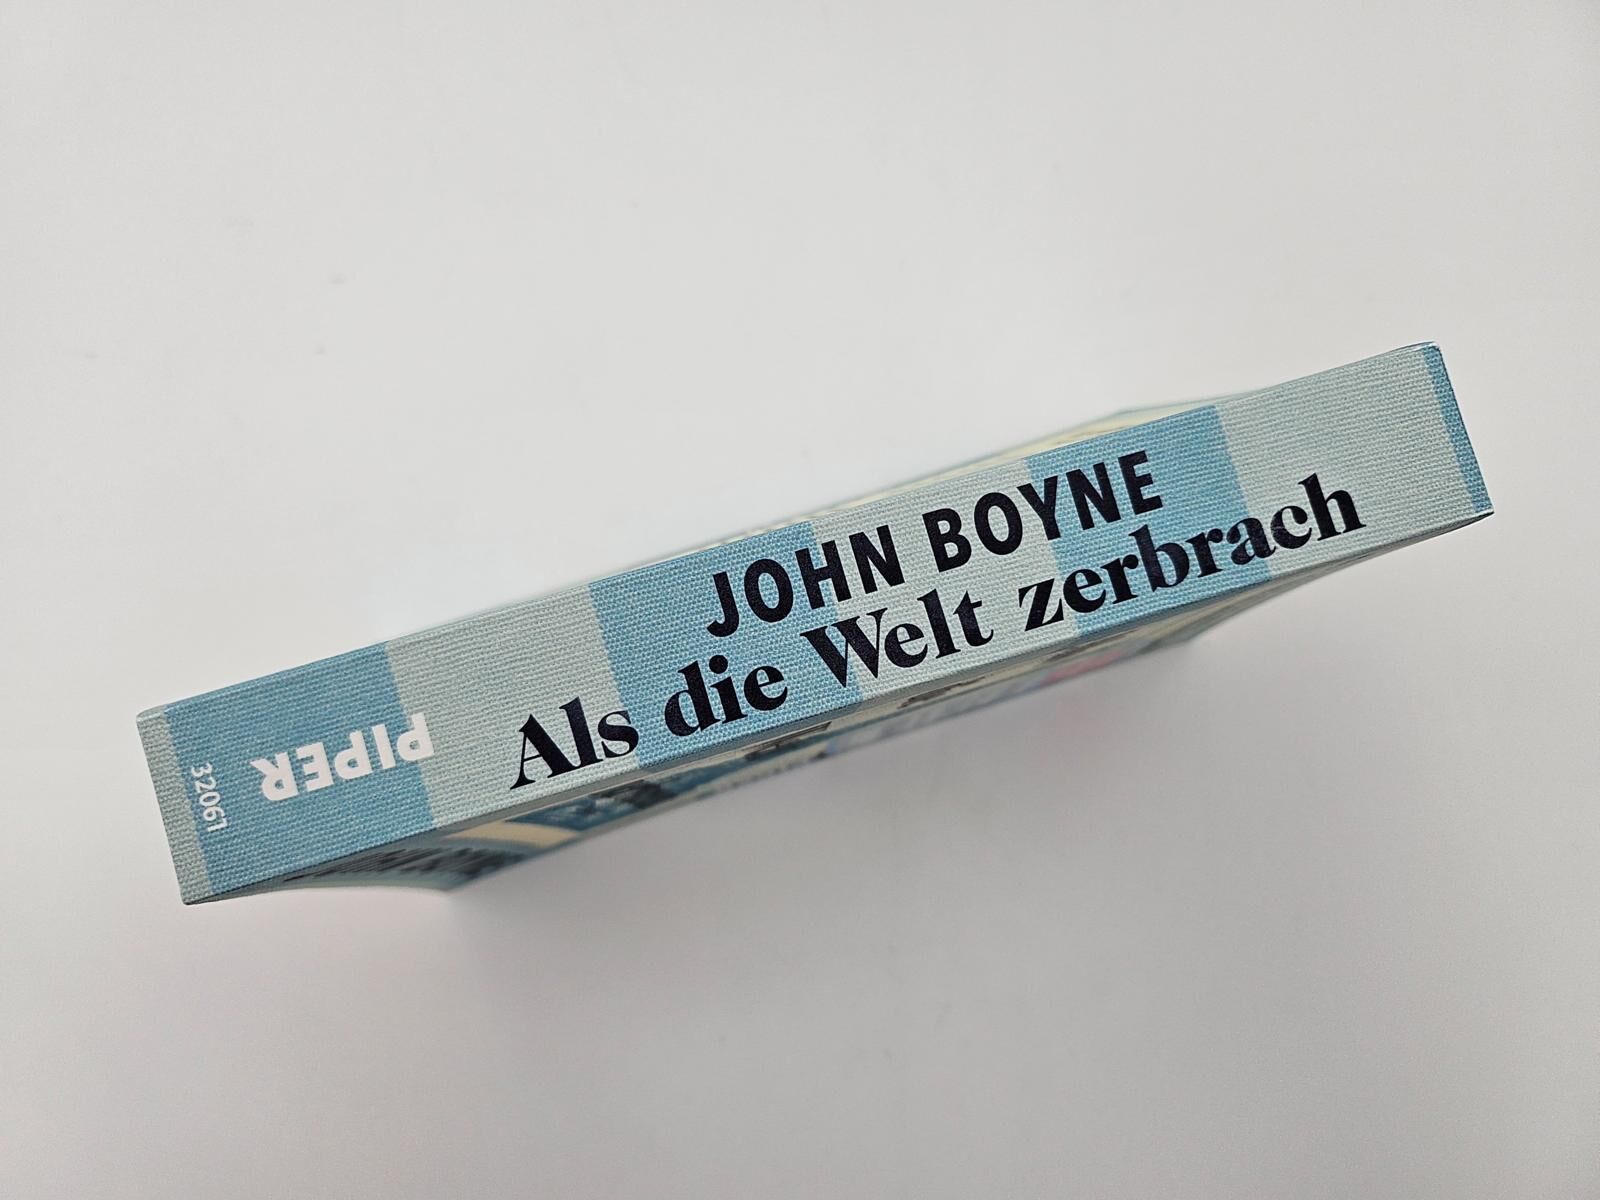 JOHN BOYNE
Als die Welt zerbrach
PIPER
32061